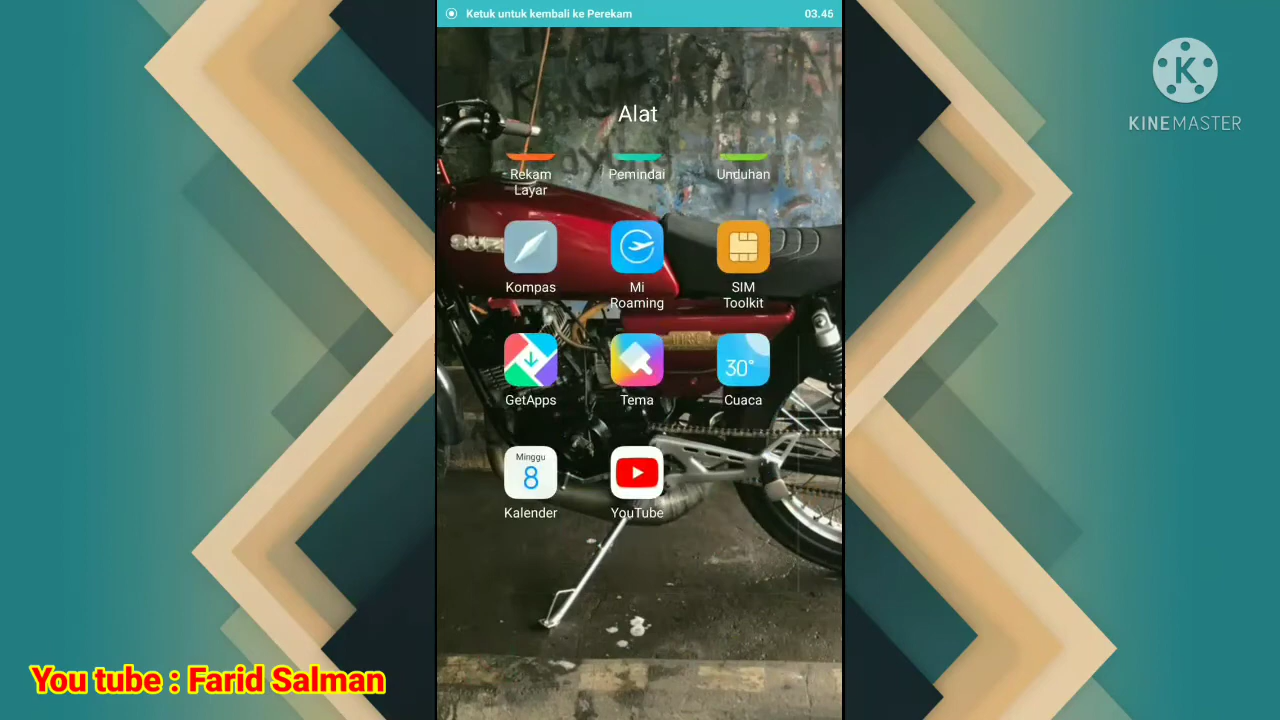 Ketuk untuk kembali ke Perekam 03.46
KINEMASTER
Alat
Rekam Layar
Pemindai
Unduhan
Kompas
Mi Roaming
SIM Toolkit
GetApps
Tema
30°
Cuaca
Minggu
8
Kalender
YouTube
You tube : Farid Salman